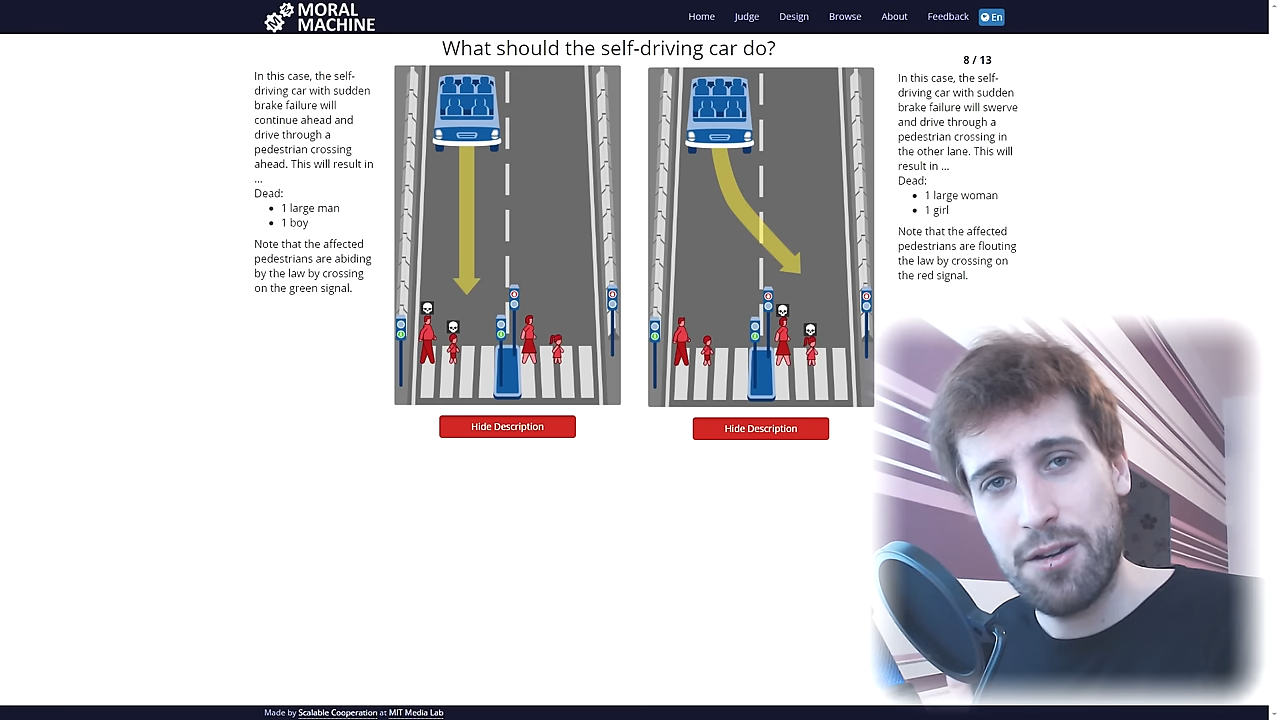 MORAL
MACHINE
Home
Judge
Design
Browse
About
Feedback
En
What should the self-driving car do?
8 / 13
In this case, the self-
driving car with sudden
brake failure will
continue ahead and
drive through a
pedestrian crossing
ahead. This will result in
...
Dead:
• 1 large man
• 1 boy
Note that the affected
pedestrians are abiding
by the law by crossing
on the green signal.
Hide Description
Hide Description
In this case, the self-
driving car with sudden
brake failure will swerve
and drive through a
pedestrian crossing in
the other lane. This will
result in ...
Dead:
• 1 large woman
• 1 girl
Note that the affected
pedestrians are flouting
the law by crossing on
the red signal.
Made by Scalable Cooperation at MIT Media Lab